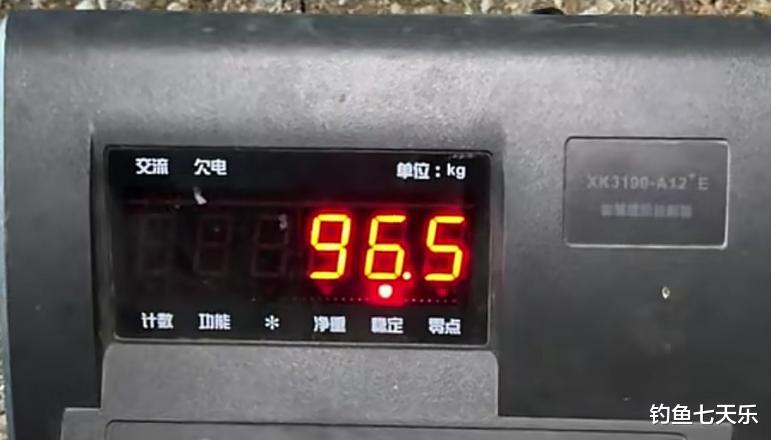 交流 欠电 单位：kg
XK3190-A12+E
96.5
计数 功能 * 净重 稳定 零点
钓鱼七天乐